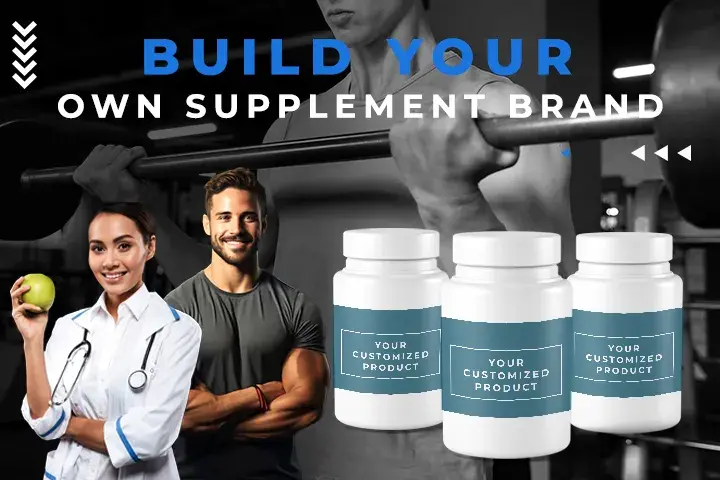 BUILD YOUR
OWN SUPPLEMENT BRAND
YOUR
CUSTOMIZED
PRODUCT
YOUR
CUSTOMIZED
PRODUCT
YOUR
CUSTOMIZED
PRODUCT